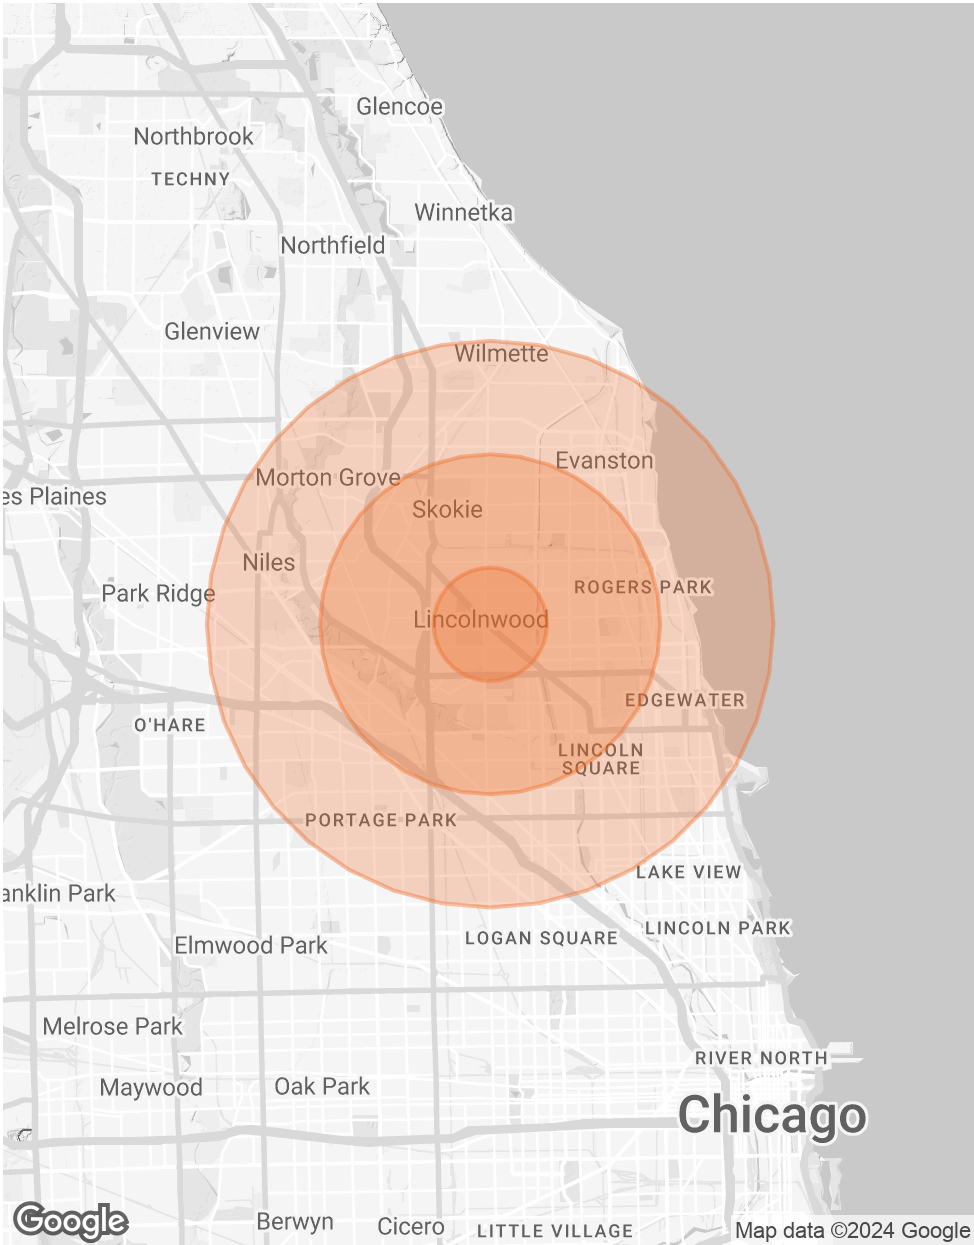 Glencoe
Northbrook
TECHNY
Winnetka
Northfield
Glenview
Wilmette
Evanston
Morton Grove
es Plaines
Skokie
Niles
ROGERS PARK
Park Ridge
Lincolnwood
EDGEWATER
O'HARE
LINCOLN
SQUARE
PORTAGE PARK
LAKE VIEW
anklin Park
LINCOLN PARK
LOGAN SQUARE
Elmwood Park
Melrose Park
RIVER NORTH
Maywood
Oak Park
Chicago
Google
Berwyn
Cicero
LITTLE VILLAGE
Map data ©2024 Google